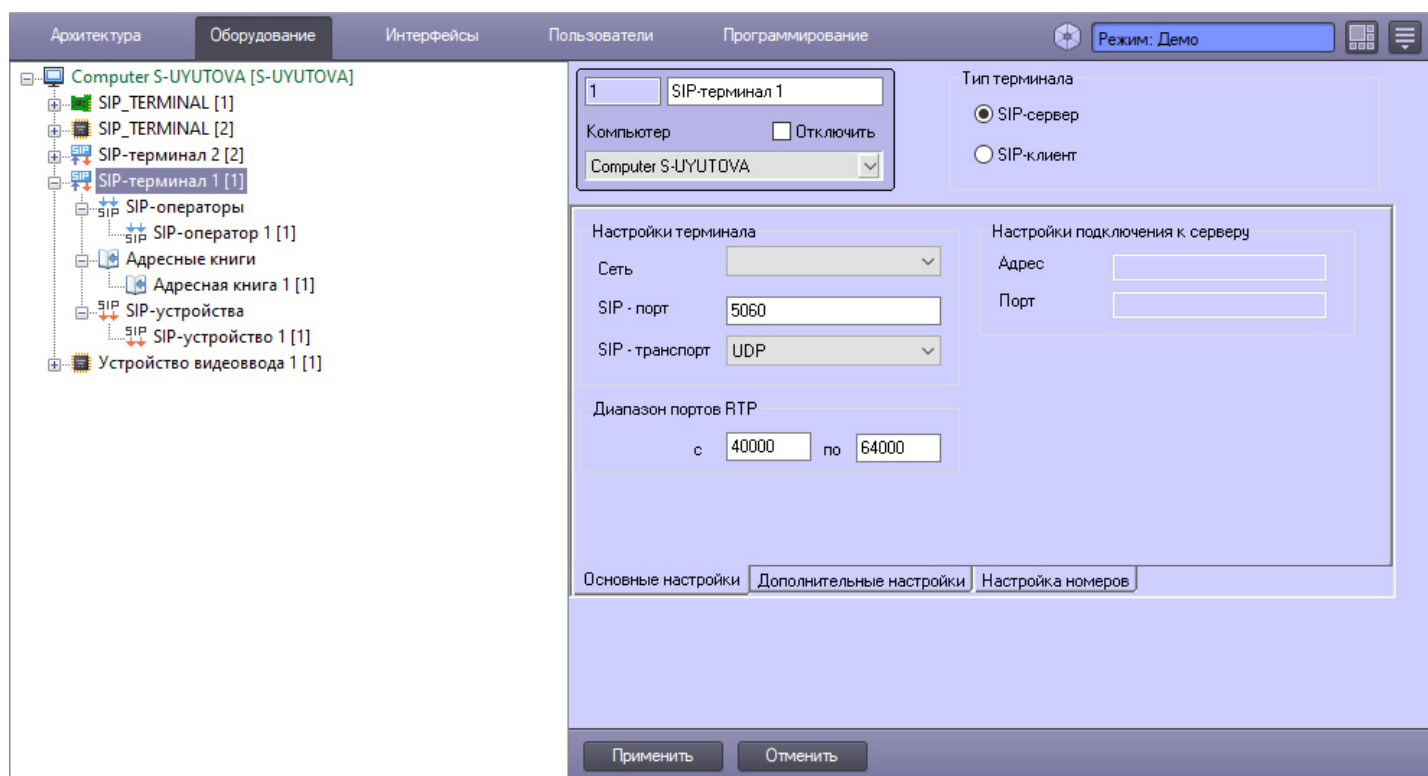 Архитектура Оборудование Интерфейсы Пользователи Программирование Режим: Демо
Computer S-UYUTOVA [S-UYUTOVA]
SIP_TERMINAL [1]
SIP_TERMINAL [2]
SIP-терминал 2 [2]
SIP-терминал 1 [1]
SIP-операторы
SIP-оператор 1 [1]
Адресные книги
Адресная книга 1 [1]
SIP-устройства
SIP-устройство 1 [1]
Устройство видеоввода 1 [1]
1 SIP-терминал 1
Компьютер Отключить
Computer S-UYUTOVA
Тип терминала
SIP-сервер
SIP-клиент
Настройки терминала
Сеть
SIP - порт 5060
SIP - транспорт UDP
Диапазон портов RTP
с 40000 по 64000
Настройки подключения к серверу
Адрес
Порт
Основные настройки Дополнительные настройки Настройка номеров
Применить Отменить